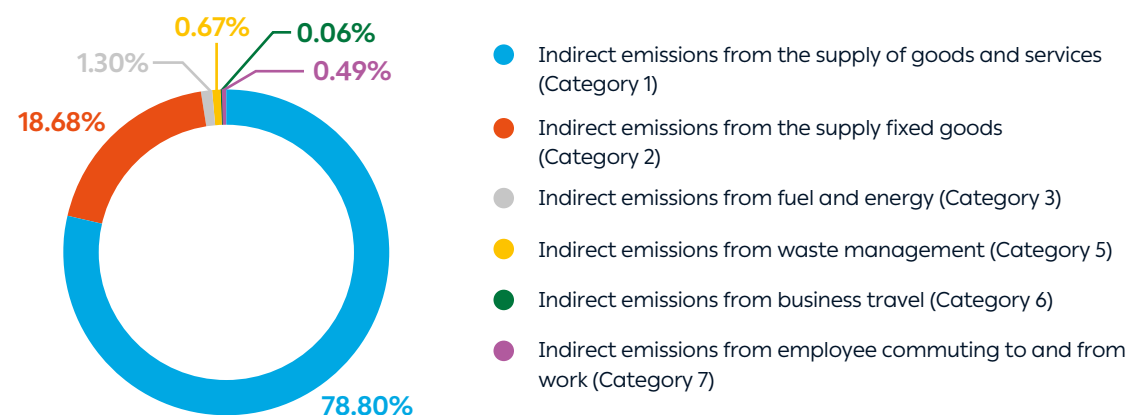 0.67%
0.06%
1.30%
0.49%
18.68%
78.80%
Indirect emissions from the supply of goods and services
(Category 1)
Indirect emissions from the supply fixed goods
(Category 2)
Indirect emissions from fuel and energy (Category 3)
Indirect emissions from waste management (Category 5)
Indirect emissions from business travel (Category 6)
Indirect emissions from employee commuting to and from
work (Category 7)